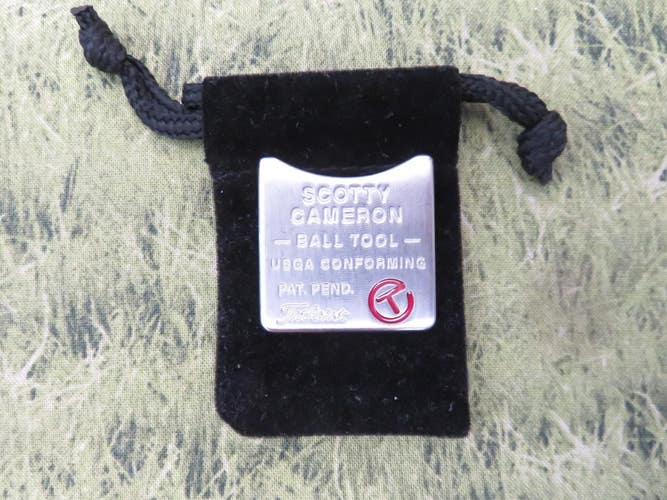 SCOTTY
CAMERON
— BALL TOOL —
USGA CONFORMING
PAT. PEND.
Titleist